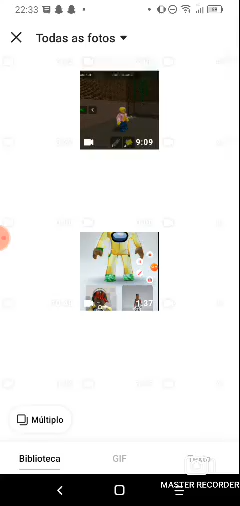 22:33
Todas as fotos
9:09
1:37
Múltiplo
Biblioteca
GIF
MASTER RECORDER